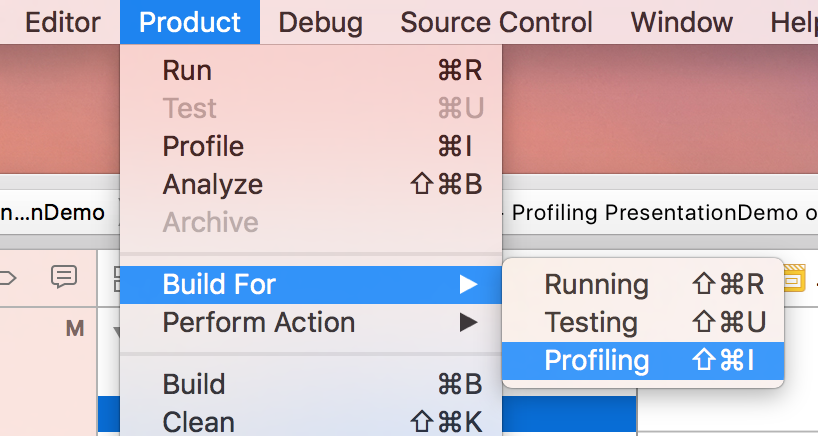 Editor Product Debug Source Control Window Help
Run ⌘R
Test ⌘U
Profile ⌘I
Analyze ⇧⌘B
n...nDemo
Profiling PresentationDemo o
Archive
Build For ▶
Running ⇧⌘R
Perform Action ▶
Testing ⇧⌘U
M
Profiling ⇧⌘I
Build ⌘B
Clean ⇧⌘K